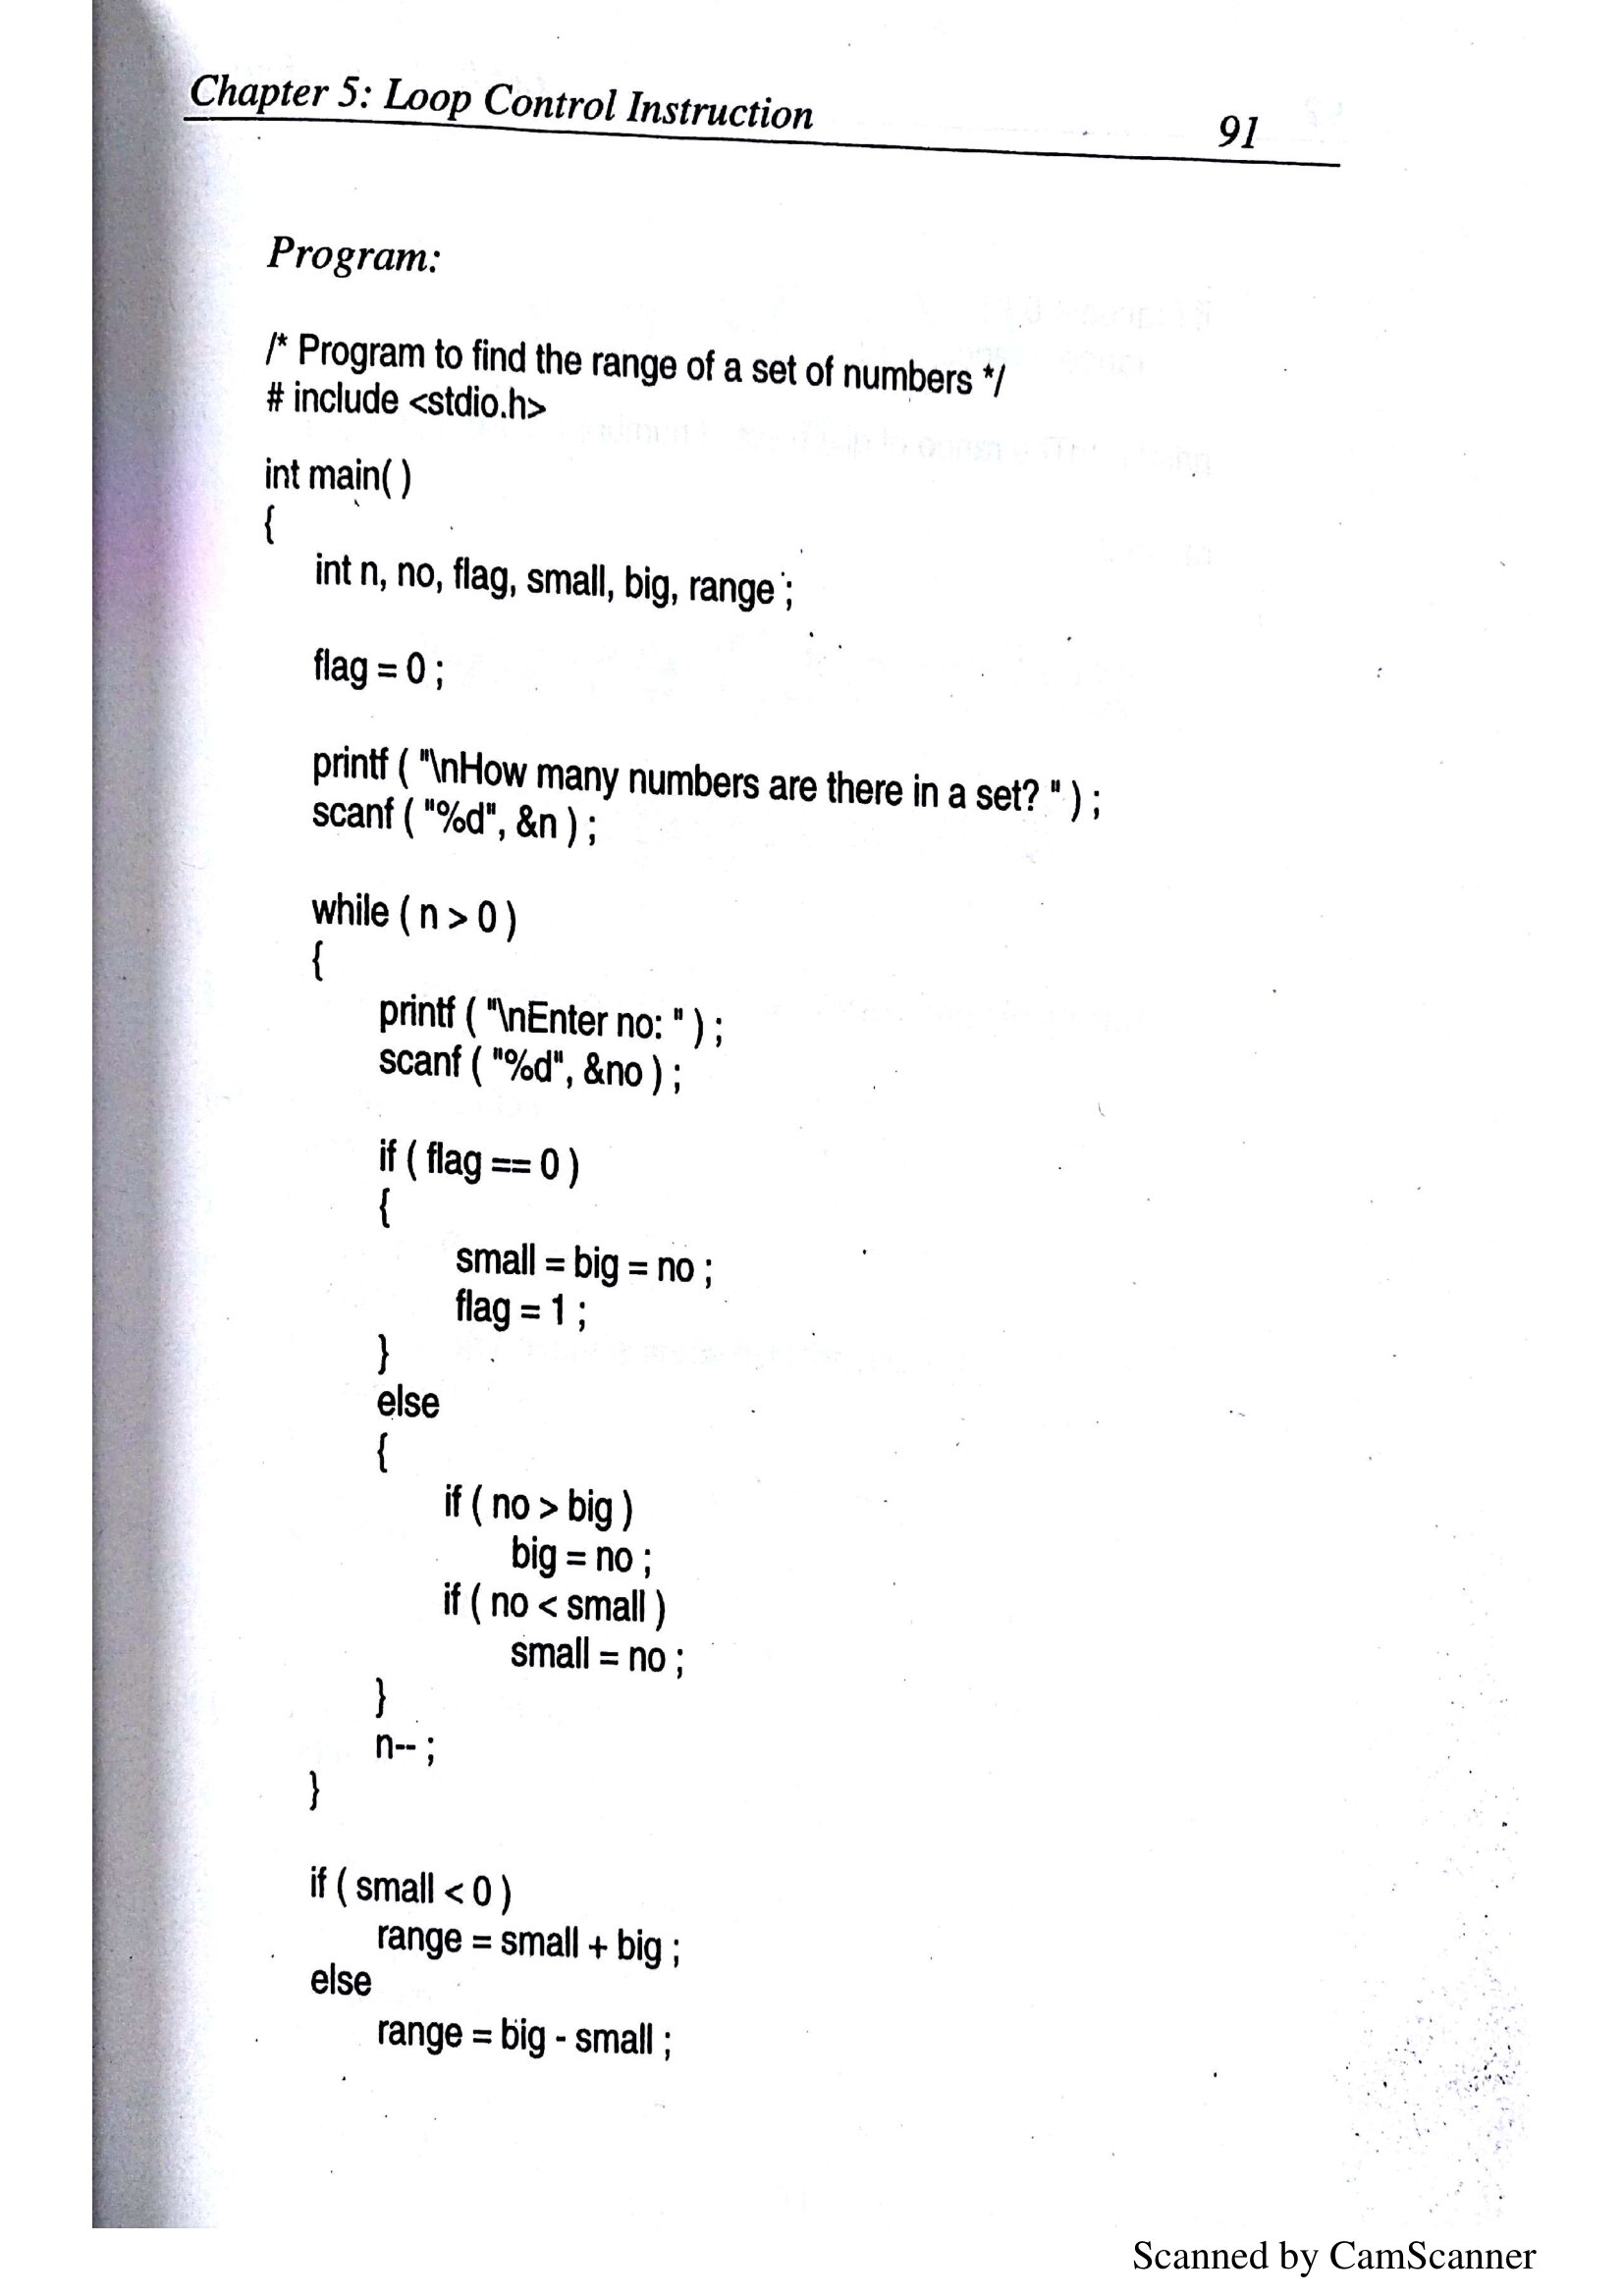 Chapter 5: Loop Control Instruction 91
Program:
/* Program to find the range of a set of numbers */
# include <stdio.h>
int main( )
{
int n, no, flag, small, big, range ;
flag = 0 ;
printf ( "\nHow many numbers are there in a set? " ) ;
scanf ( "%d", &n ) ;
while ( n > 0 )
{
printf ( "\nEnter no: " ) ;
scanf ( "%d", &no ) ;
if ( flag == 0 )
{
small = big = no ;
flag = 1 ;
}
else
{
if ( no > big )
big = no ;
if ( no < small )
small = no ;
}
n-- ;
}
if ( small < 0 )
range = small + big ;
else
range = big - small ;
Scanned by CamScanner